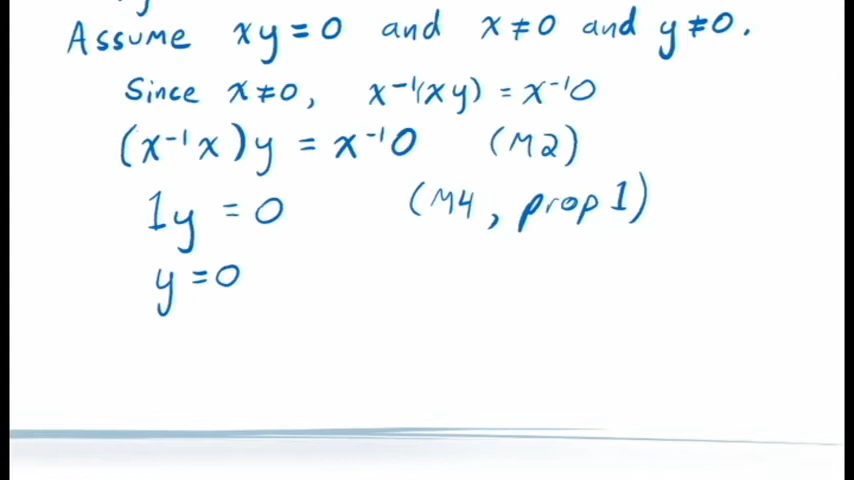 Assume xy = 0 and x ≠ 0 and y ≠ 0.
Since x ≠ 0, x⁻¹(xy) = x⁻¹0
(x⁻¹x)y = x⁻¹0 (M2)
1y = 0 (M4, prop 1)
y = 0